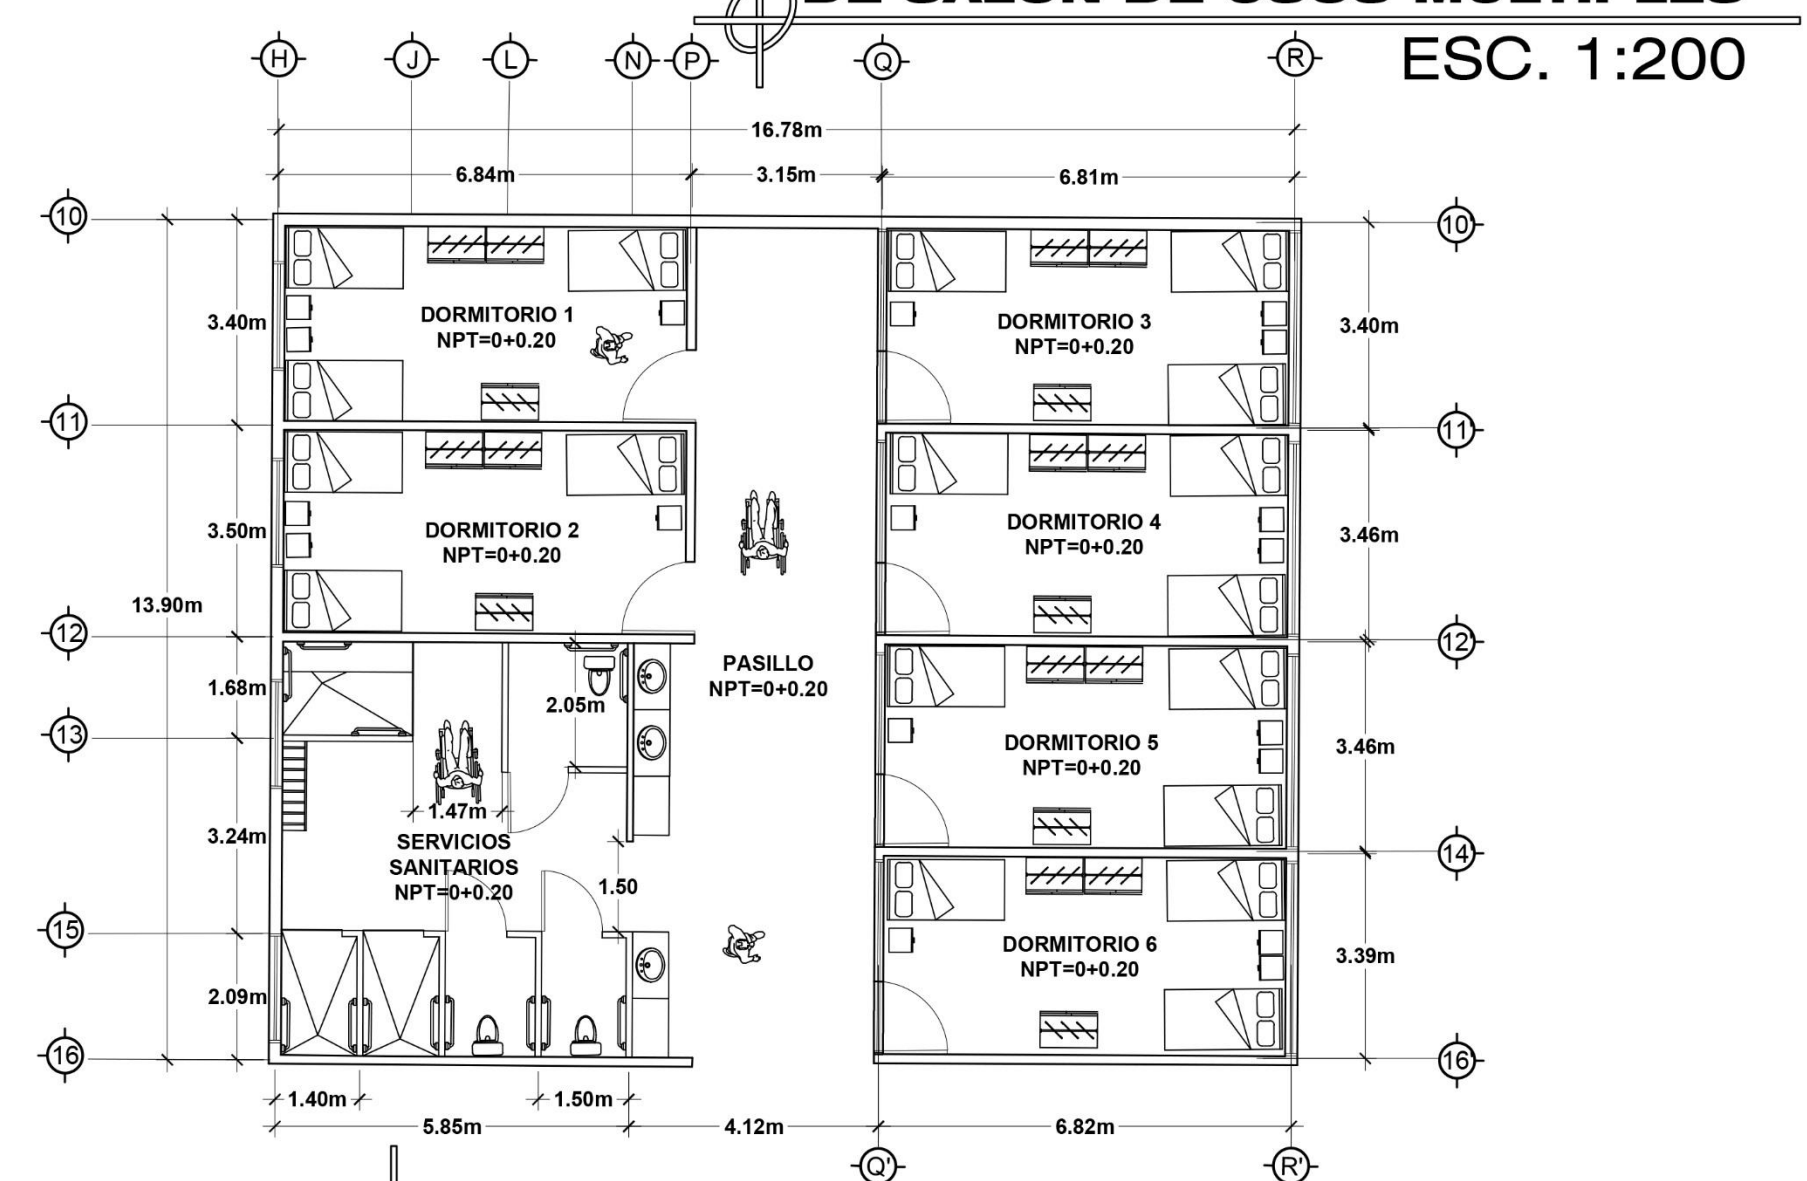 DE SALON DE USOS MULTIPLES
ESC. 1:200
H J L N P Q R
16.78m
6.84m 3.15m 6.81m
10 10'
DORMITORIO 1
NPT=0+0.20
DORMITORIO 3
NPT=0+0.20
3.40m 3.40m
11 11'
DORMITORIO 2
NPT=0+0.20
DORMITORIO 4
NPT=0+0.20
3.50m 3.46m
13.90m
12 12'
PASILLO
NPT=0+0.20
1.68m
2.05m
13
DORMITORIO 5
NPT=0+0.20
3.46m
1.47m
SERVICIOS
SANITARIOS
NPT=0+0.20
3.24m
1.50
14'
15
DORMITORIO 6
NPT=0+0.20
3.39m
2.09m
16 16'
1.40m 1.50m
5.85m 4.12m 6.82m
Q' R'